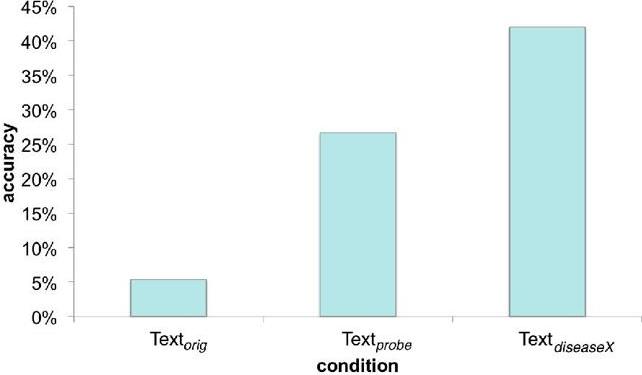 45%
40%
35%
30%
25%
20%
15%
10%
5%
0%
accuracy
Textorig
Textprobe
TextdiseaseX
condition